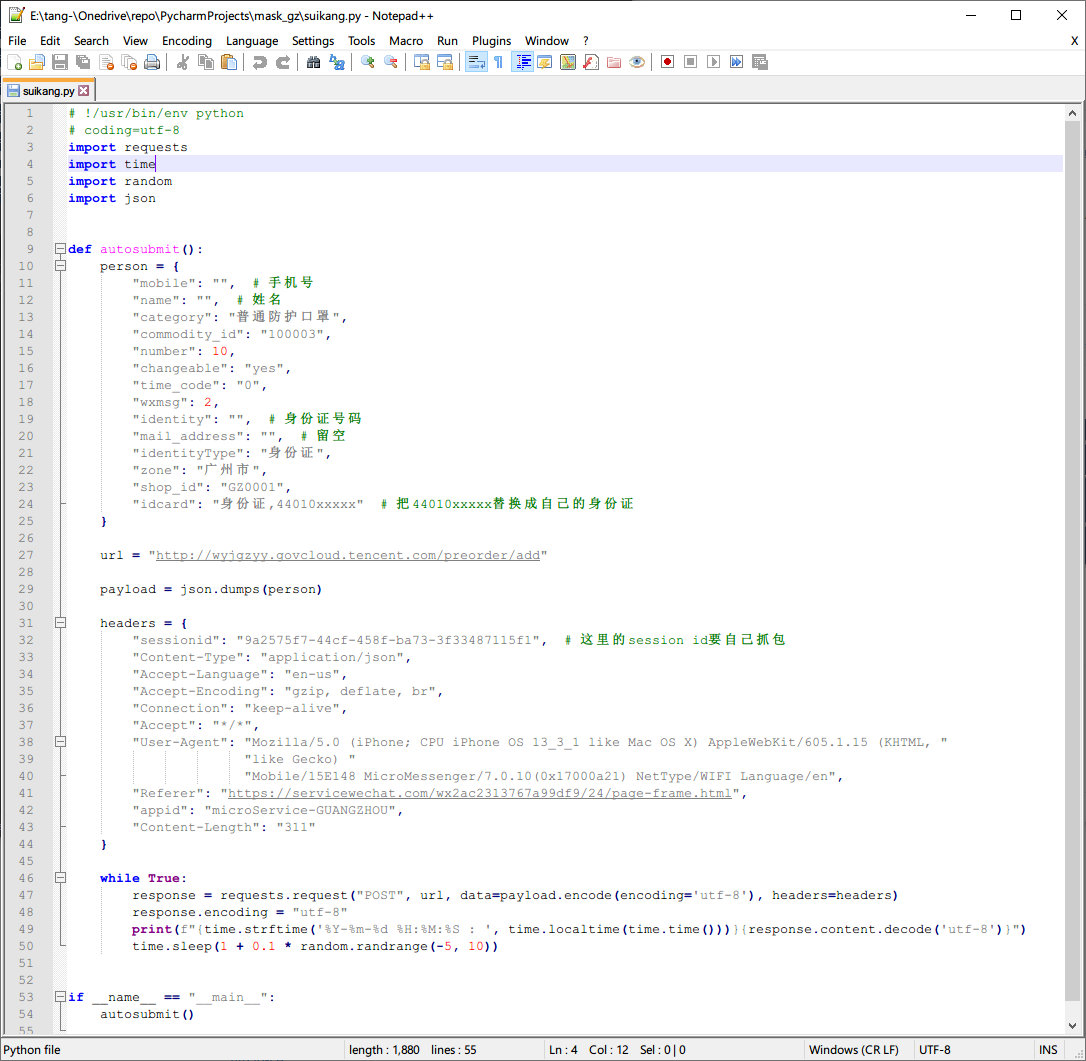 E:\tang-\Onedrive\repo\PycharmProjects\mask_gz\suikang.py - Notepad++
File Edit Search View Encoding Language Settings Tools Macro Run Plugins Window ? X
suikang.py
1 # !/usr/bin/env python
2 # coding=utf-8
3 import requests
4 import time
5 import random
6 import json
7
8
9 def autosubmit():
10 person = {
11 "mobile": "", # 手机号
12 "name": "", # 姓名
13 "category": "普通防护口罩",
14 "commodity_id": "100003",
15 "number": 10,
16 "changeable": "yes",
17 "time_code": "0",
18 "wxmsg": 2,
19 "identity": "", # 身份证号码
20 "mail_address": "", # 留空
21 "identityType": "身份证",
22 "zone": "广州市",
23 "shop_id": "GZ0001",
24 "idcard": "身份证,44010xxxxx" # 把44010xxxxx替换成自己的身份证
25 }
26
27 url = "http://wyjgzyy.govcloud.tencent.com/preorder/add"
28
29 payload = json.dumps(person)
30
31 headers = {
32 "sessionid": "9a2575f7-44cf-458f-ba73-3f33487115f1", # 这里的session id要自己抓包
33 "Content-Type": "application/json",
34 "Accept-Language": "en-us",
35 "Accept-Encoding": "gzip, deflate, br",
36 "Connection": "keep-alive",
37 "Accept": "*/*",
38 "User-Agent": "Mozilla/5.0 (iPhone; CPU iPhone OS 13_3_1 like Mac OS X) AppleWebKit/605.1.15 (KHTML, "
39 "like Gecko) "
40 "Mobile/15E148 MicroMessenger/7.0.10(0x17000a21) NetType/WIFI Language/en",
41 "Referer": "https://servicewechat.com/wx2ac2313767a99df9/24/page-frame.html",
42 "appid": "microService-GUANGZHOU",
43 "Content-Length": "311"
44 }
45
46 while True:
47 response = requests.request("POST", url, data=payload.encode(encoding='utf-8'), headers=headers)
48 response.encoding = "utf-8"
49 print(f"{time.strftime('%Y-%m-%d %H:%M:%S : ', time.localtime(time.time()))}{response.content.decode('utf-8')}")
50 time.sleep(1 + 0.1 * random.randrange(-5, 10))
51
52
53 if __name__ == "__main__":
54 autosubmit()
55
Python file length : 1,880 lines : 55 Ln : 4 Col : 12 Sel : 0 | 0 Windows (CR LF) UTF-8 INS